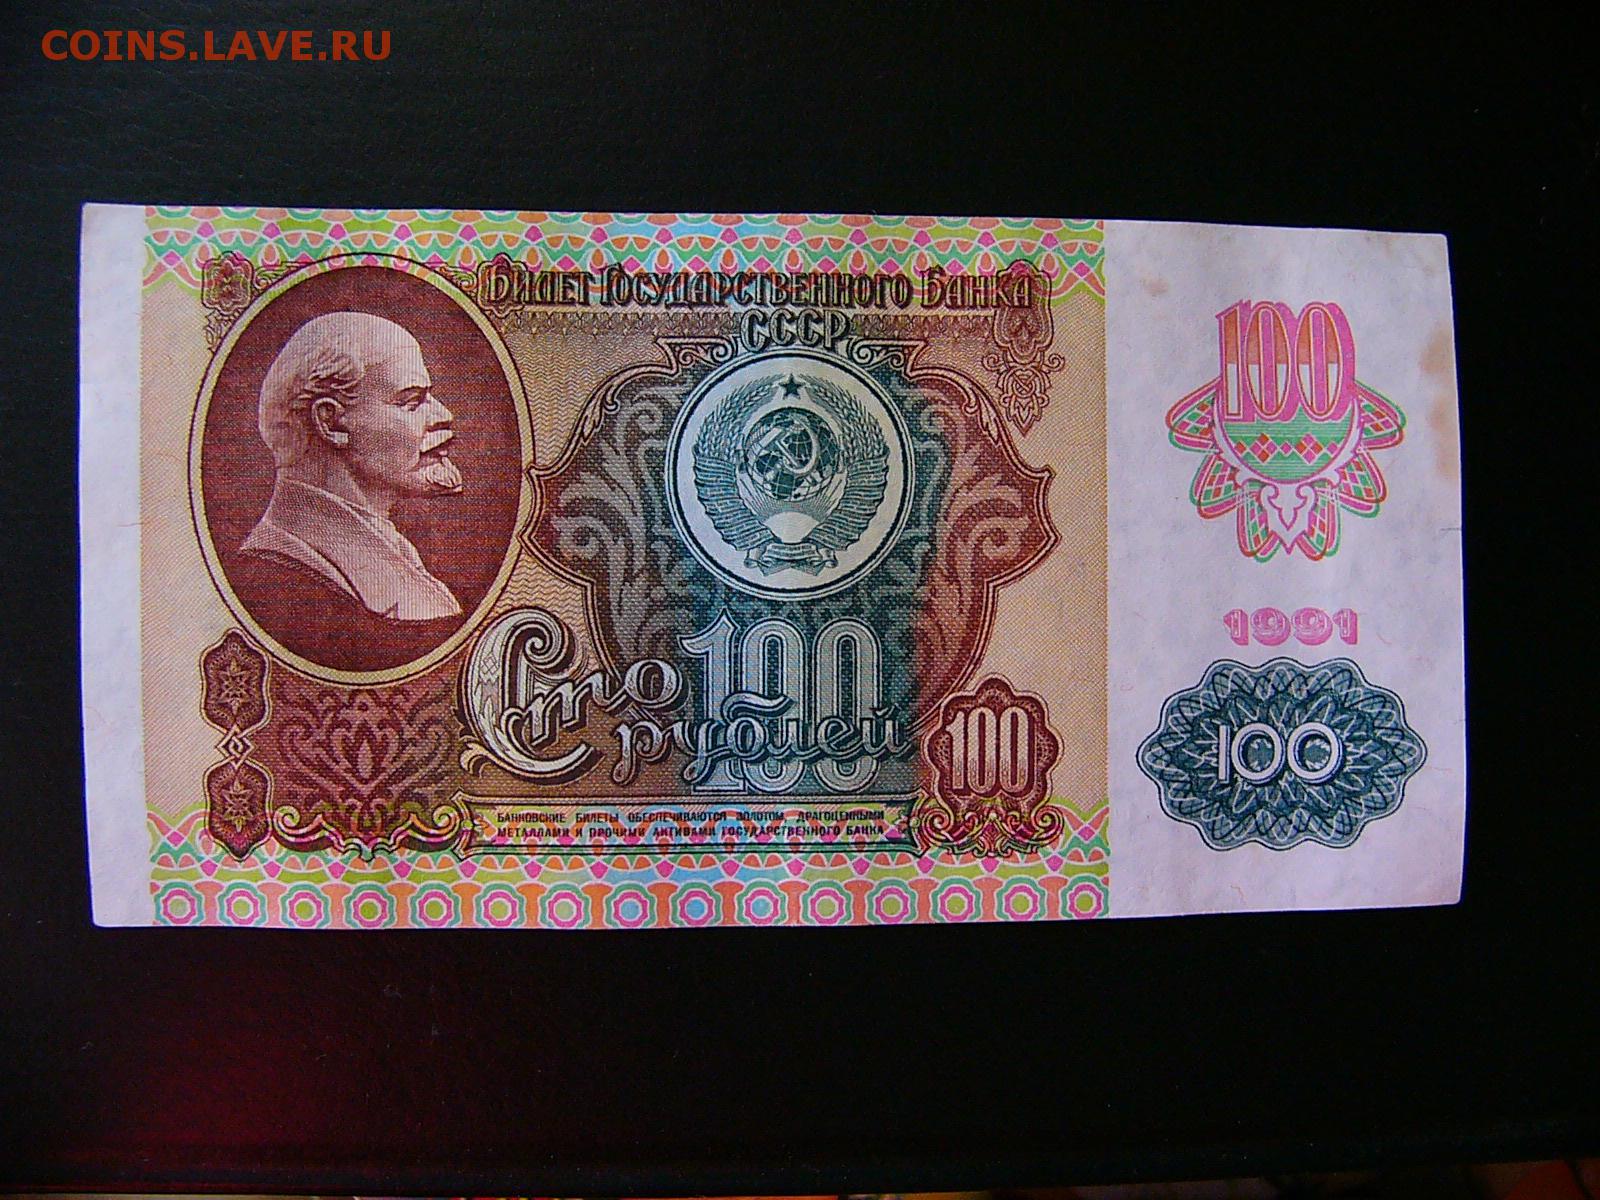 COINS.LAVE.RU
Билет Государственного Банка
СССР
100
1991
Сто
рублей
100
100
100
БАНКОВСКИЕ БИЛЕТЫ ОБЕСПЕЧИВАЮТСЯ ЗОЛОТОМ, ДРАГОЦЕННЫМИ
МЕТАЛЛАМИ И ПРОЧИМИ АКТИВАМИ ГОСУДАРСТВЕННОГО БАНКА